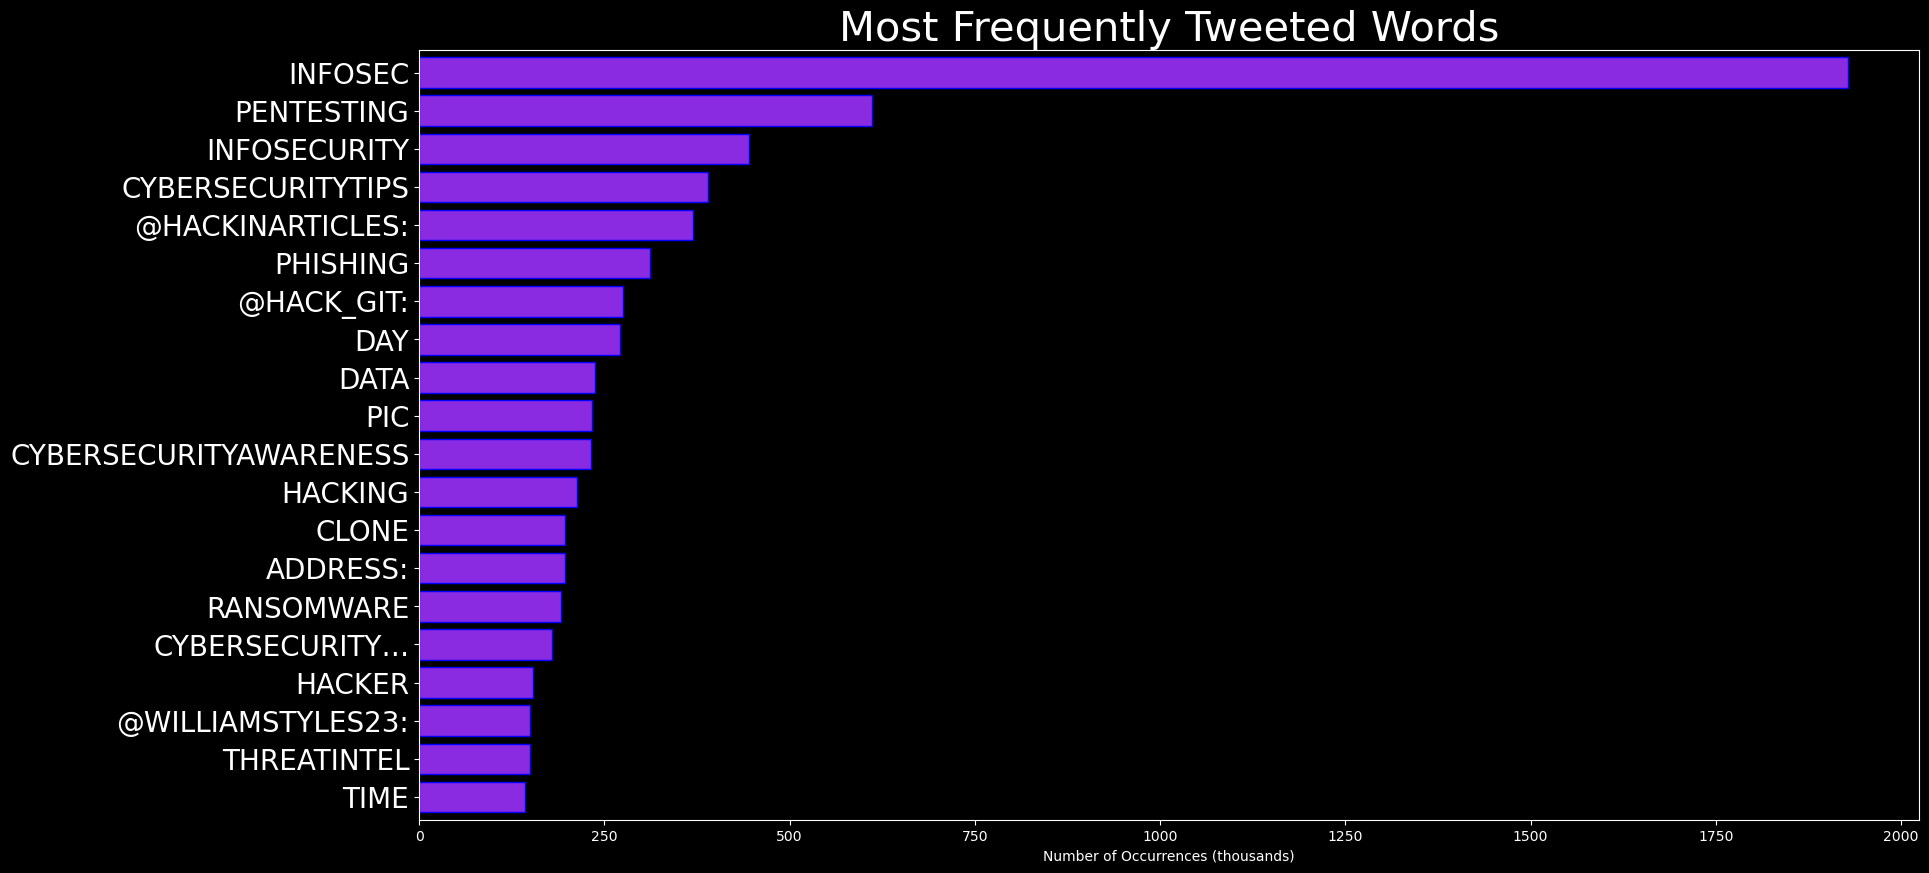 Most Frequently Tweeted Words
INFOSEC
PENTESTING
INFOSECURITY
CYBERSECURITYTIPS
@HACKINARTICLES:
PHISHING
@HACK_GIT:
DAY
DATA
PIC
CYBERSECURITYAWARENESS
HACKING
CLONE
ADDRESS:
RANSOMWARE
CYBERSECURITY…
HACKER
@WILLIAMSTYLES23:
THREATINTEL
TIME
0 250 500 750 1000 1250 1500 1750 2000
Number of Occurrences (thousands)